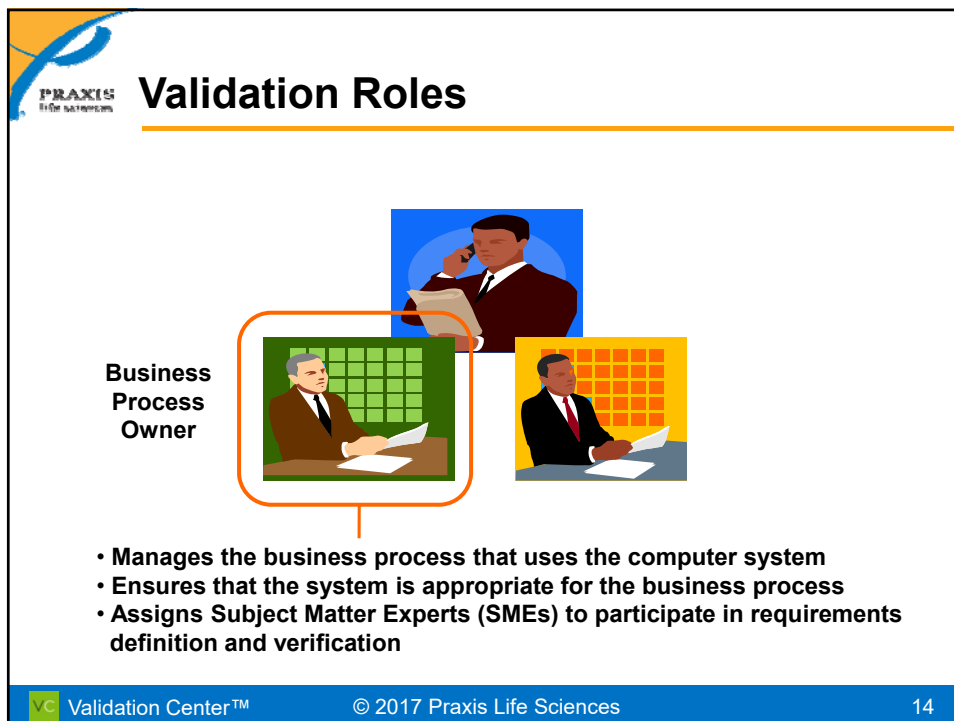 PRAXIS
life sciences
Validation Roles
Business
Process
Owner
• Manages the business process that uses the computer system
• Ensures that the system is appropriate for the business process
• Assigns Subject Matter Experts (SMEs) to participate in requirements
definition and verification
VC Validation Center™ © 2017 Praxis Life Sciences 14